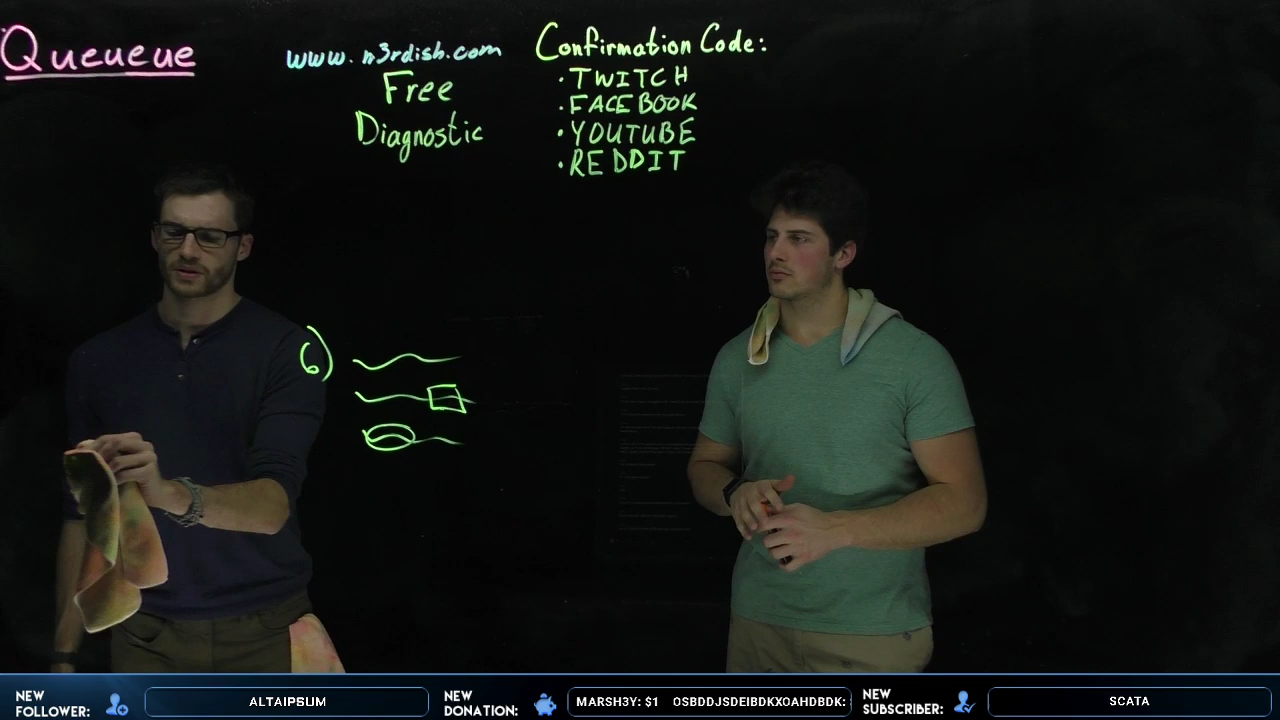 Queueue
www.n3rdish.com
Free
Diagnostic
Confirmation Code:
• TWITCH
• FACEBOOK
• YOUTUBE
• REDDIT
6)
NEW FOLLOWER:
ALTAIPSUM
NEW DONATION:
MARSH3Y: $1 OSBDDJSDEIBDKXOAHDBDK:
NEW SUBSCRIBER:
SCATA